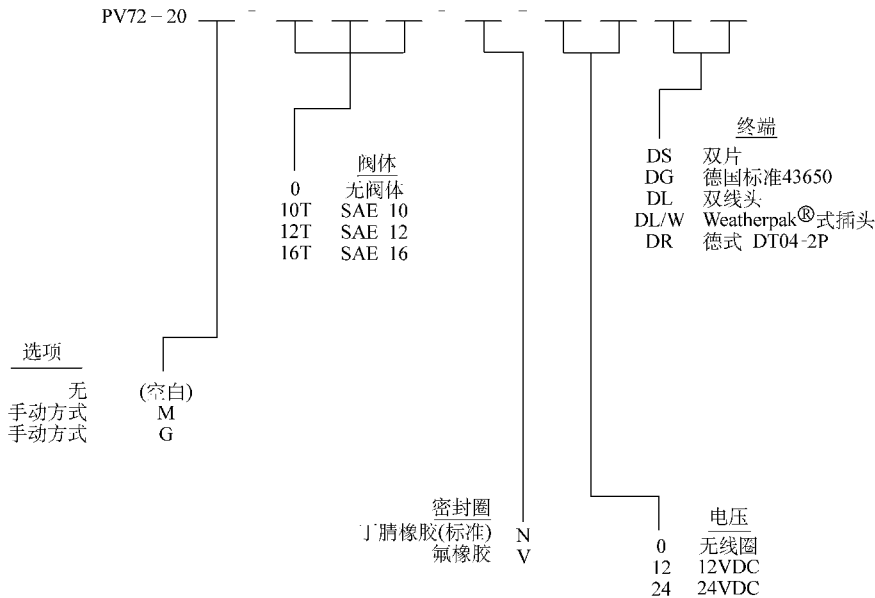 PV72-20
终端
DS 双片
DG 德国标准43650
DL 双线头
DL/W Weatherpak®式插头
DR 德式 DT04-2P
阀体
0 无阀体
10T SAE 10
12T SAE 12
16T SAE 16
选项
无 (空白)
手动方式 M
手动方式 G
密封圈
丁腈橡胶(标准) N
氟橡胶 V
电压
0 无线圈
12 12VDC
24 24VDC